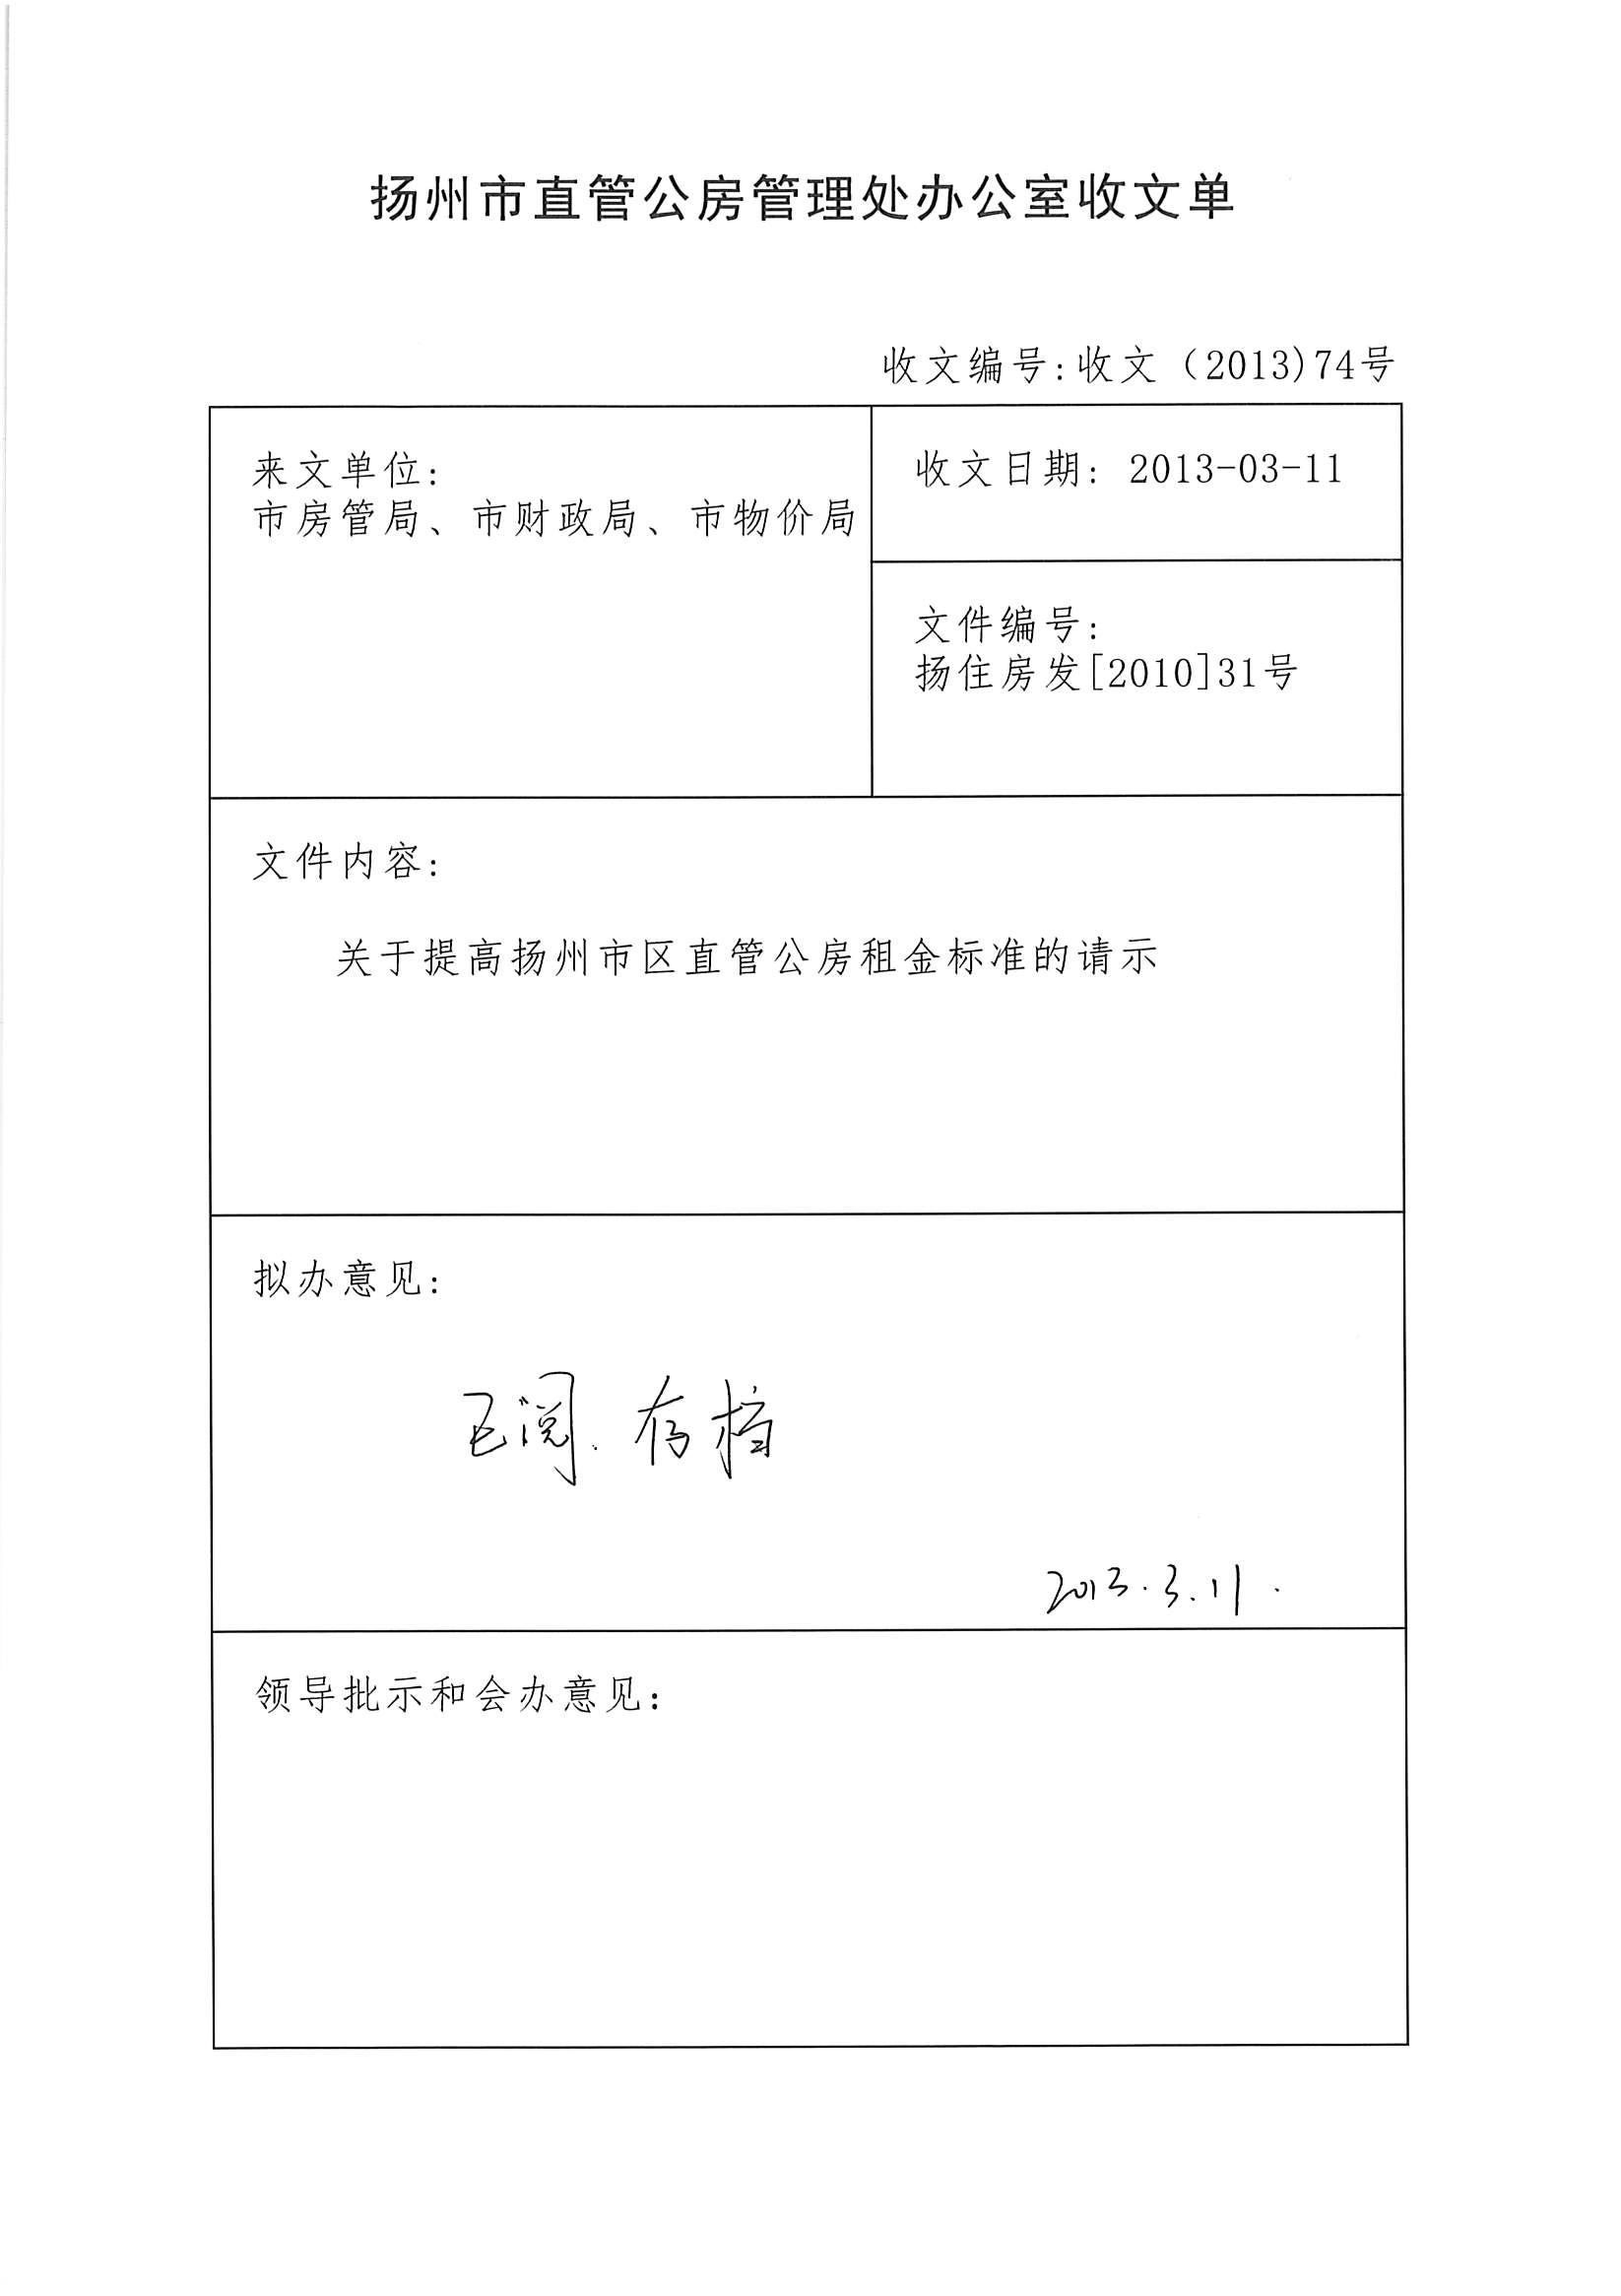 扬州市直管公房管理处办公室收文单
收文编号:收文（2013)74号
来文单位:
市房管局、市财政局、市物价局
收文日期: 2013-03-11
文件编号:
扬住房发[2010]31号
文件内容:
关于提高扬州市区直管公房租金标准的请示
拟办意见:
已阅.存档
2013.3.11.
领导批示和会办意见: